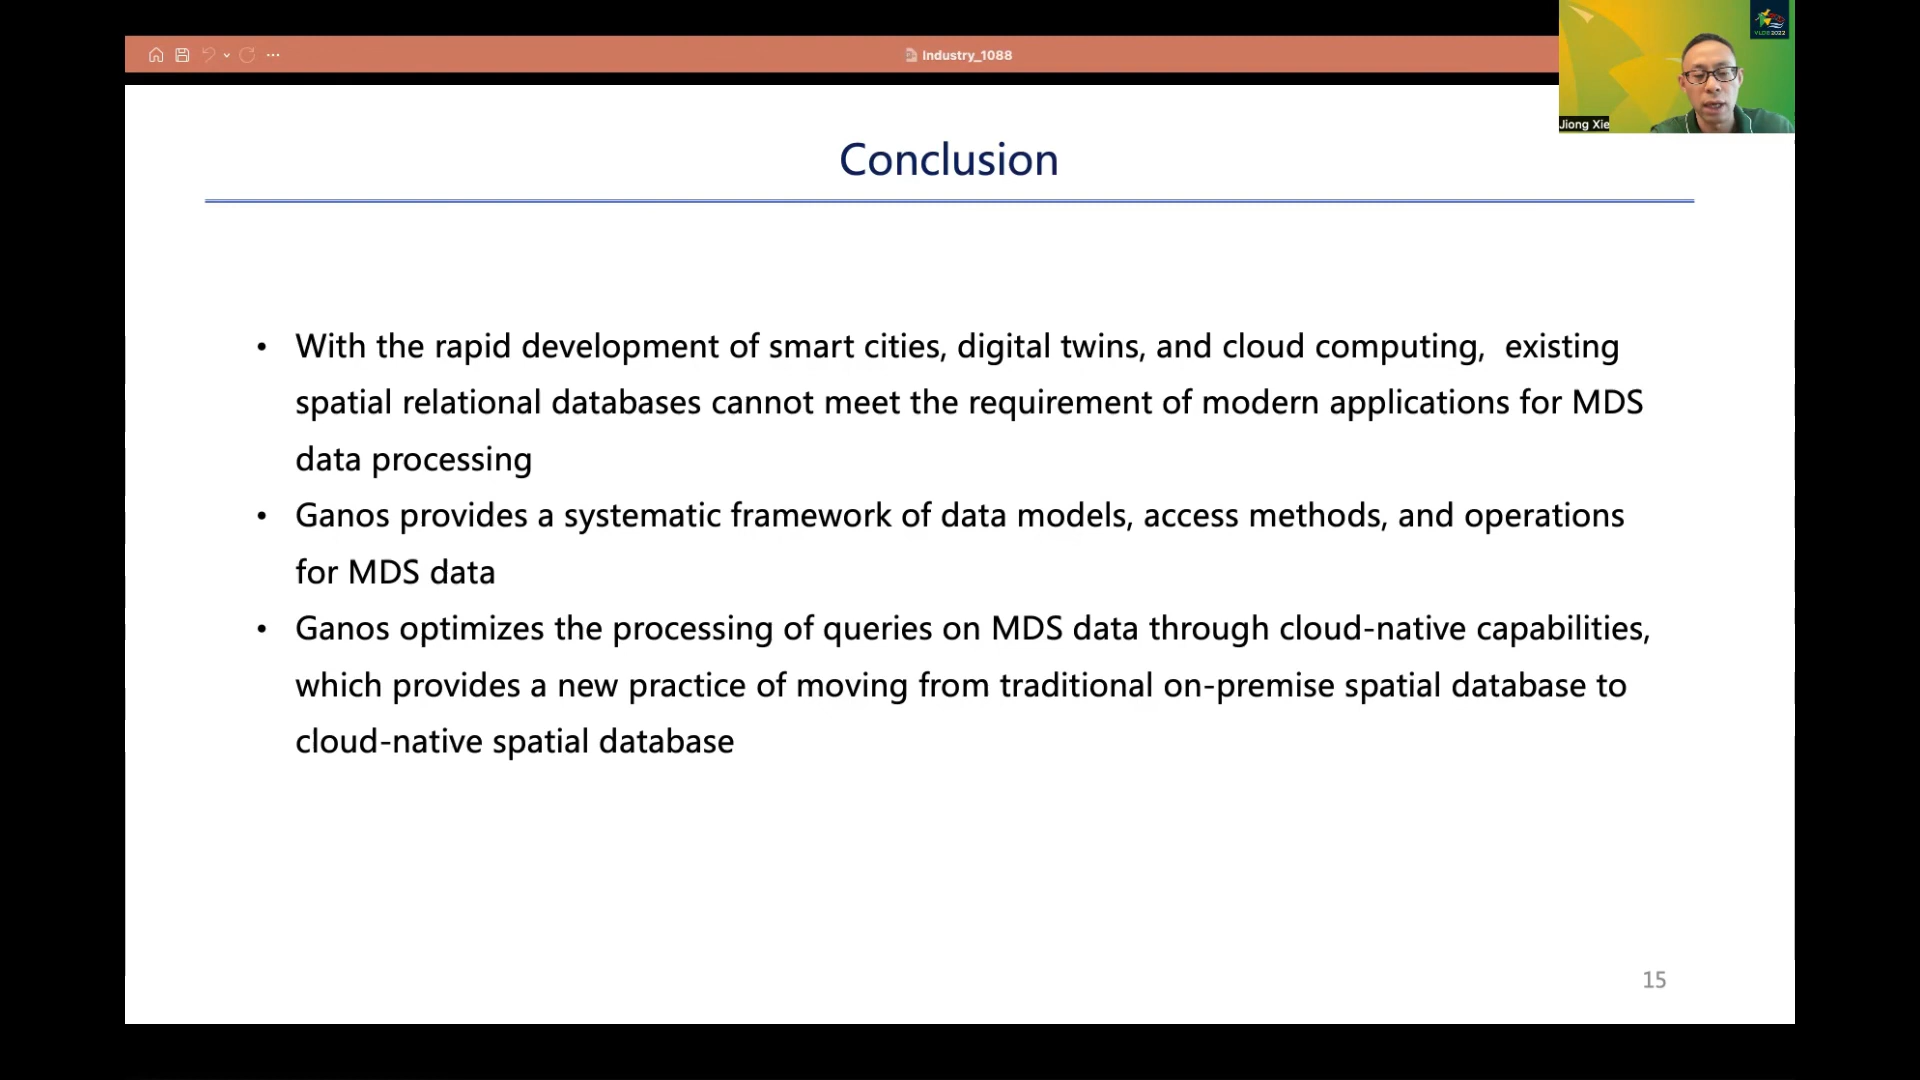 Industry_1088
VLDB 2022
Jiong Xie
Conclusion
• With the rapid development of smart cities, digital twins, and cloud computing,  existing
spatial relational databases cannot meet the requirement of modern applications for MDS
data processing
• Ganos provides a systematic framework of data models, access methods, and operations
for MDS data
• Ganos optimizes the processing of queries on MDS data through cloud-native capabilities,
which provides a new practice of moving from traditional on-premise spatial database to
cloud-native spatial database
15